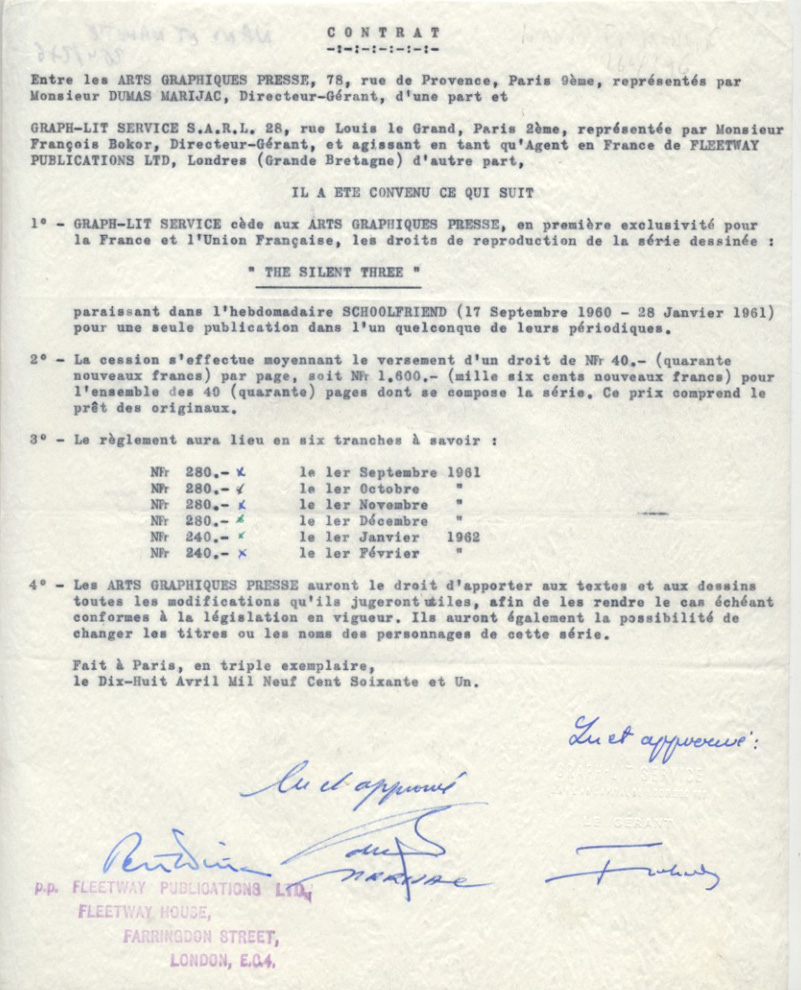 CONTRAT
-:-:-:-:-:-:-
Entre les ARTS GRAPHIQUES PRESSE, 78, rue de Provence, Paris 9ème, représentés par
Monsieur DUMAS MARIJAC, Directeur-Gérant, d'une part et
GRAPH-LIT SERVICE S.A.R.L. 28, rue Louis le Grand, Paris 2ème, représentée par Monsieur
François Bokor, Directeur-Gérant, et agissant en tant qu'Agent en France de FLEETWAY
PUBLICATIONS LTD, Londres (Grande Bretagne) d'autre part,
IL A ETE CONVENU CE QUI SUIT
1° - GRAPH-LIT SERVICE cède aux ARTS GRAPHIQUES PRESSE, en première exclusivité pour
la France et l'Union Française, les droits de reproduction de la série dessinée :
" THE SILENT THREE "
paraissant dans l'hebdomadaire SCHOOLFRIEND (17 Septembre 1960 - 28 Janvier 1961)
pour une seule publication dans l'un quelconque de leurs périodiques.
2° - La cession s'effectue moyennant le versement d'un droit de NFr 40.- (quarante
nouveaux francs) par page, soit NFr 1.600.- (mille six cents nouveaux francs) pour
l'ensemble des 40 (quarante) pages dont se compose la série. Ce prix comprend le
prêt des originaux.
3° - Le règlement aura lieu en six tranches à savoir :
NFr 280.- x le 1er Septembre 1961
NFr 280.- x le 1er Octobre "
NFr 280.- x le 1er Novembre "
NFr 280.- x le 1er Décembre "
NFr 240.- x le 1er Janvier 1962
NFr 240.- x le 1er Février "
4° - Les ARTS GRAPHIQUES PRESSE auront le droit d'apporter aux textes et aux dessins
toutes les modifications qu'ils jugeront utiles, afin de les rendre le cas échéant
conformes à la législation en vigueur. Ils auront également la possibilité de
changer les titres ou les noms des personnages de cette série.
Fait à Paris, en triple exemplaire,
le Dix-Huit Avril Mil Neuf Cent Soixante et Un.
Lu et approuvé:
Lu et approuvé
SERVICE
LE GÉRANT
MARIJAC
p.p. FLEETWAY PUBLICATIONS LTD.,
FLEETWAY HOUSE,
FARRINGDON STREET,
LONDON, E.C.4.